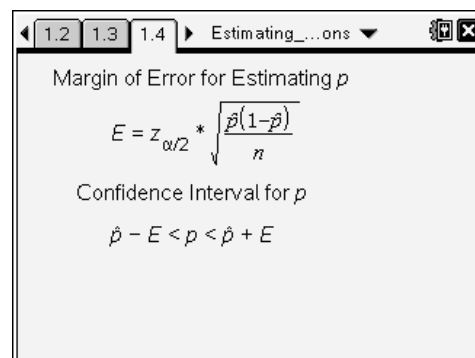 1.2 1.3 1.4 Estimating_...ons
Margin of Error for Estimating p
E = z_{α/2} * √(p̂(1−p̂)/n)
Confidence Interval for p
p̂ − E < p < p̂ + E